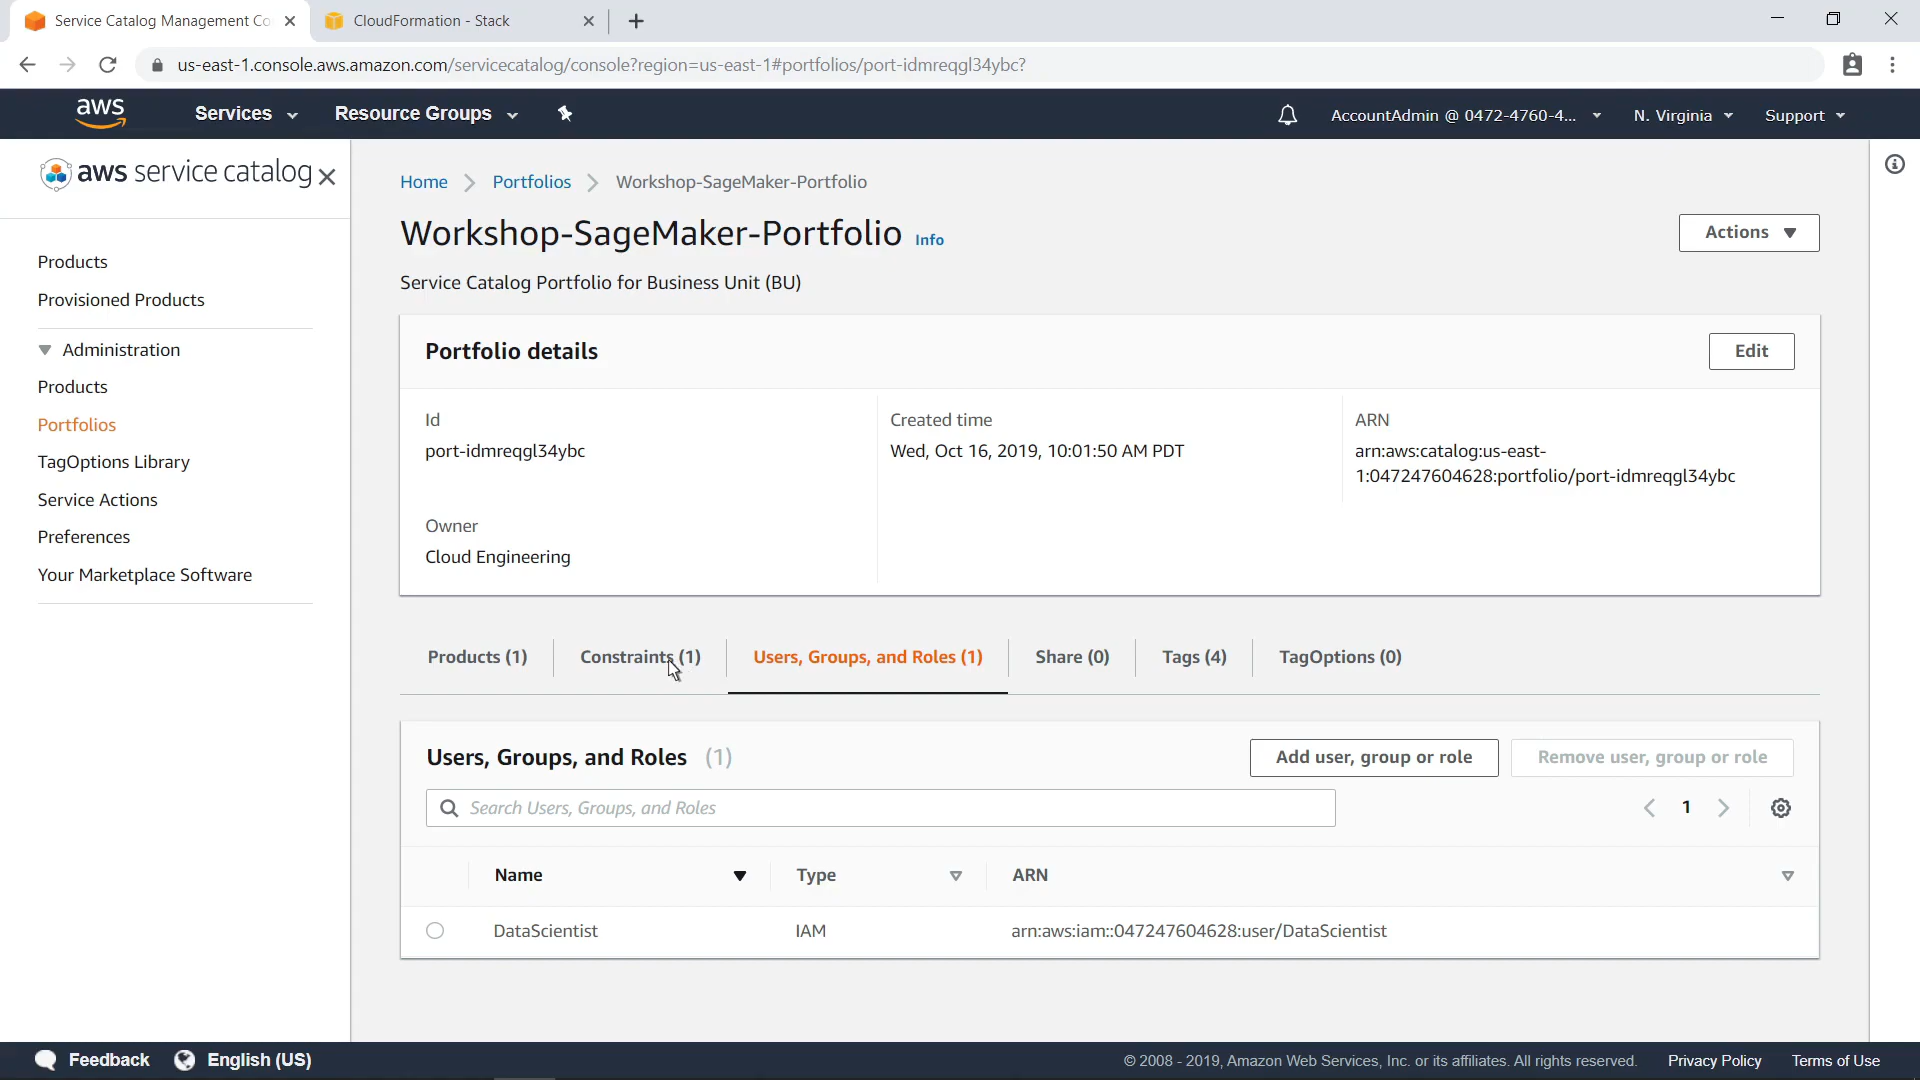 Service Catalog Management Co
CloudFormation - Stack
us-east-1.console.aws.amazon.com/servicecatalog/console?region=us-east-1#portfolios/port-idmreqgl34ybc?
aws
Services
Resource Groups
AccountAdmin @ 0472-4760-4...
N. Virginia
Support
aws service catalog
Products
Provisioned Products
Administration
Products
Portfolios
TagOptions Library
Service Actions
Preferences
Your Marketplace Software
Home
Portfolios
Workshop-SageMaker-Portfolio
Workshop-SageMaker-Portfolio Info
Actions
Service Catalog Portfolio for Business Unit (BU)
Portfolio details
Edit
Id
port-idmreqgl34ybc
Created time
Wed, Oct 16, 2019, 10:01:50 AM PDT
ARN
arn:aws:catalog:us-east-
1:047247604628:portfolio/port-idmreqgl34ybc
Owner
Cloud Engineering
Products (1)
Constraints (1)
Users, Groups, and Roles (1)
Share (0)
Tags (4)
TagOptions (0)
Users, Groups, and Roles (1)
Add user, group or role
Remove user, group or role
Search Users, Groups, and Roles
1
Name
Type
ARN
DataScientist
IAM
arn:aws:iam::047247604628:user/DataScientist
Feedback
English (US)
© 2008 - 2019, Amazon Web Services, Inc. or its affiliates. All rights reserved.
Privacy Policy
Terms of Use